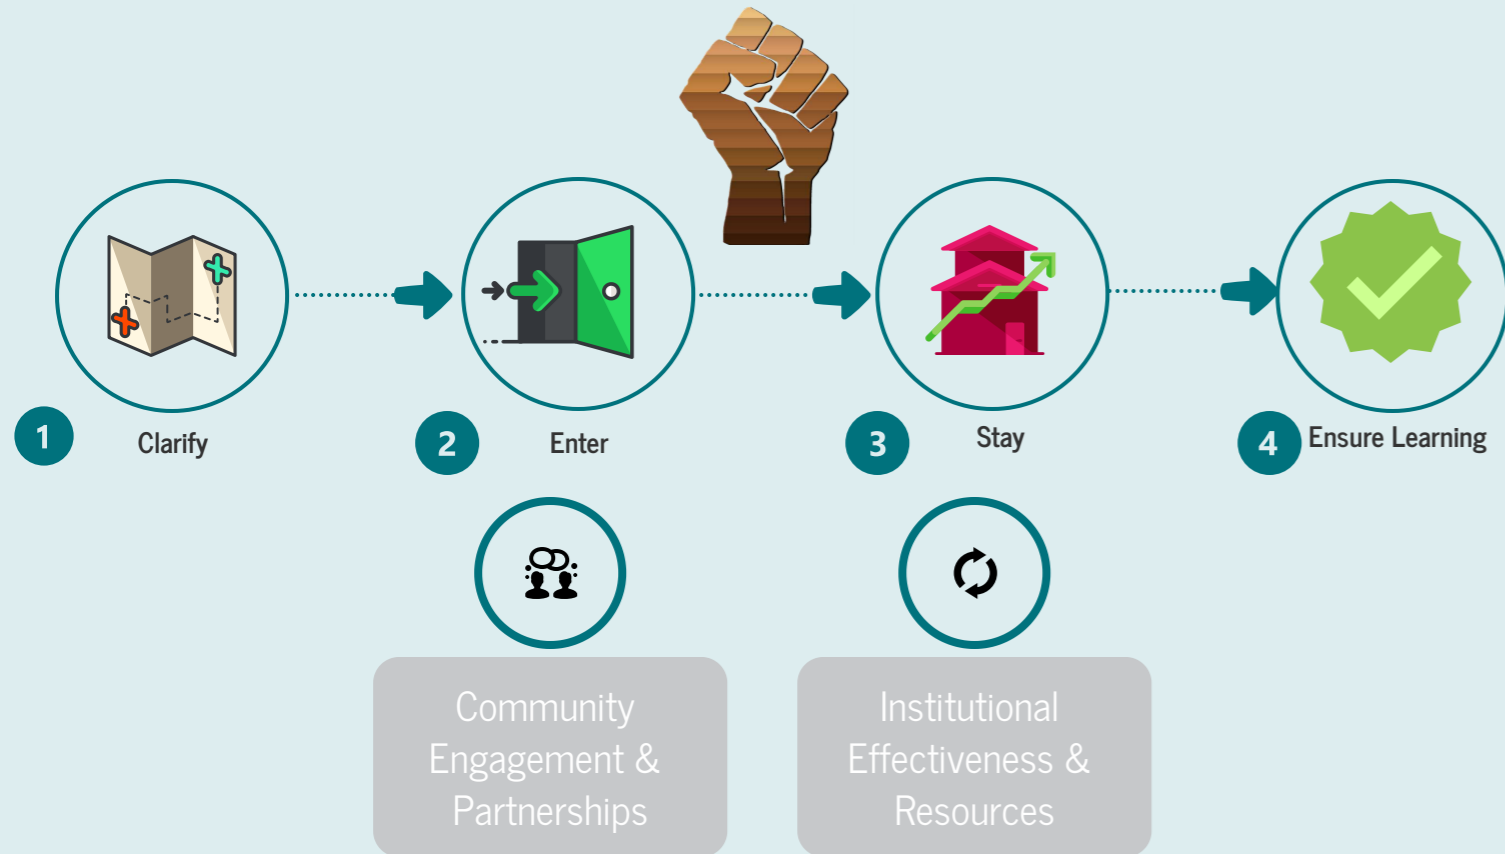 1
Clarify
2
Enter
3
Stay
4
Ensure Learning
Community
Engagement &
Partnerships
Institutional
Effectiveness &
Resources